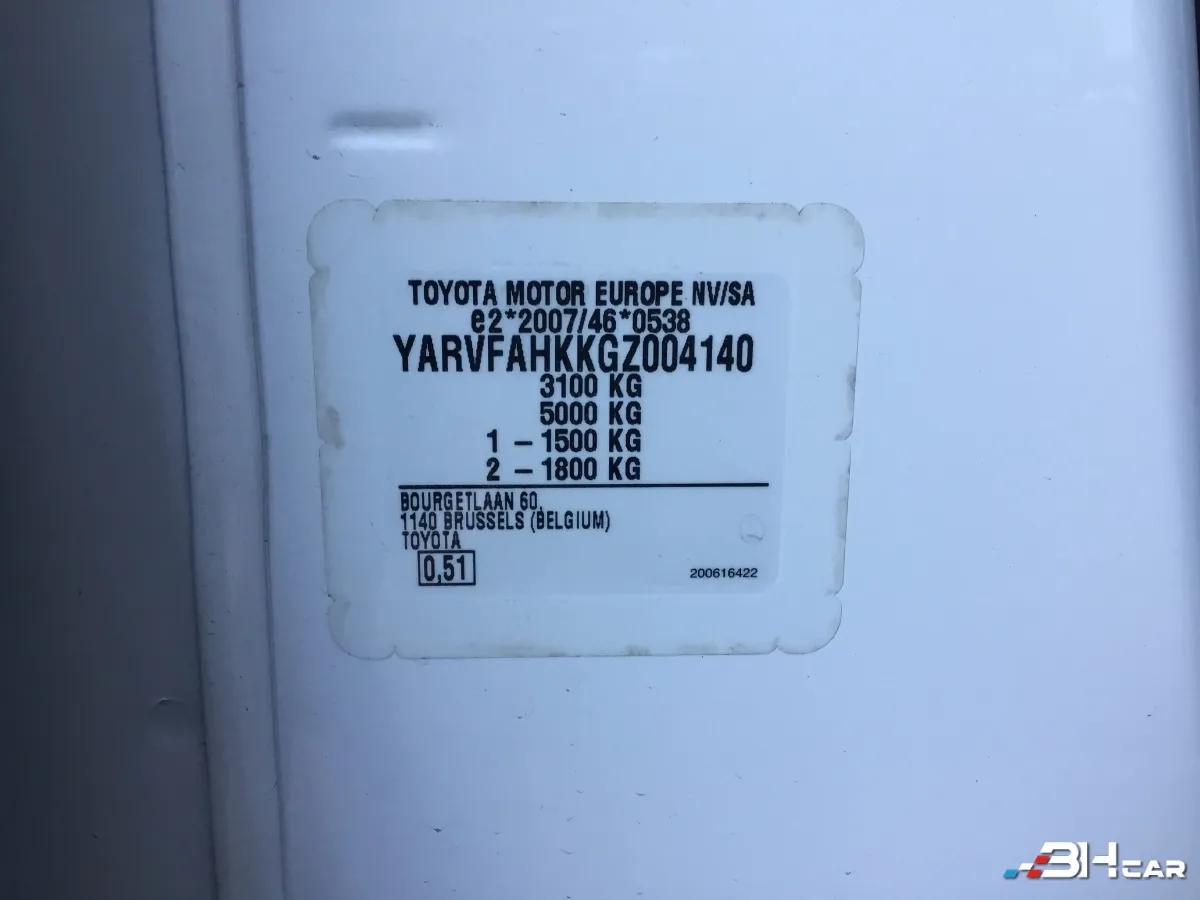 TOYOTA MOTOR EUROPE NV/SA
e2*2007/46*0538
YARVFAHKKGZ004140
3100 KG
5000 KG
1 – 1500 KG
2 – 1800 KG
BOURGETLAAN 60,
1140 BRUSSELS (BELGIUM)
TOYOTA
0,51
200616422
BHCAR